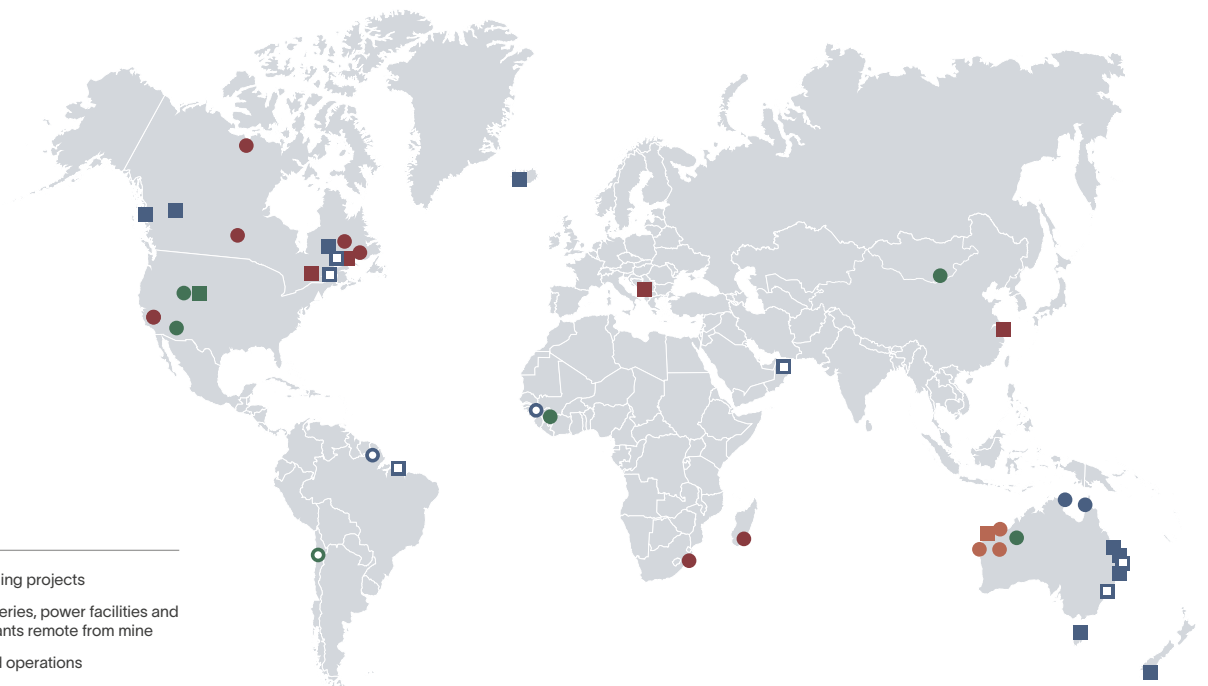 ing projects
eries, power facilities and
ants remote from mine
operations